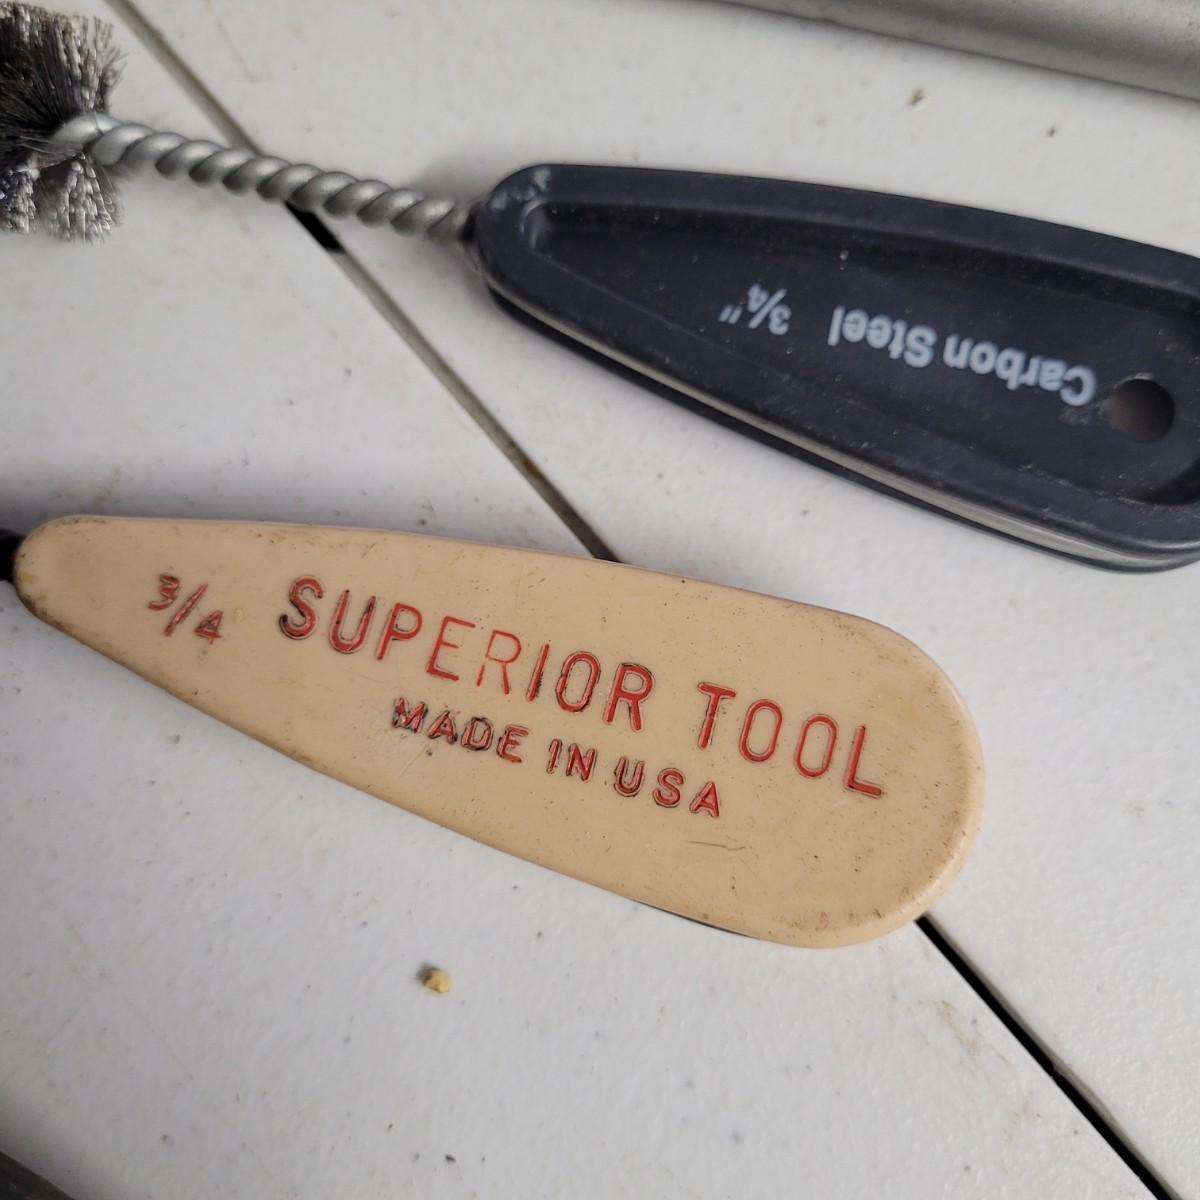 Carbon Steel 3/4"
3/4 SUPERIOR TOOL
MADE IN USA